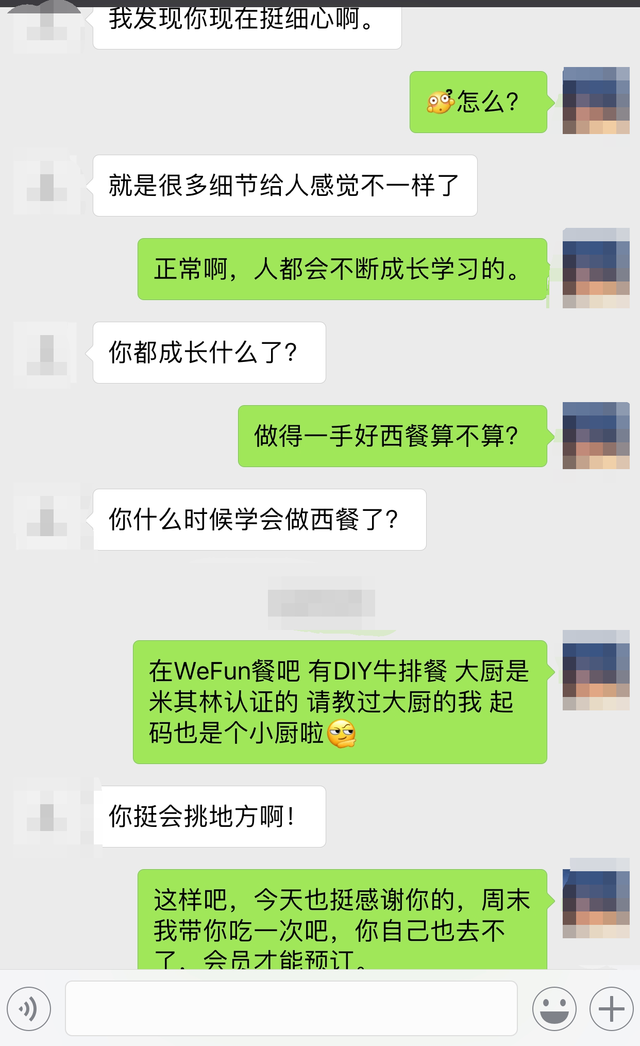 我发现你现在挺细心啊。
怎么？
就是很多细节给人感觉不一样了
正常啊，人都会不断成长学习的。
你都成长什么了？
做得一手好西餐算不算？
你什么时候学会做西餐了？
在WeFun餐吧 有DIY牛排餐 大厨是
米其林认证的 请教过大厨的我 起
码也是个小厨啦
你挺会挑地方啊！
这样吧，今天也挺感谢你的，周末
我带你吃一次吧，你自己也去不
了，会员才能预订。